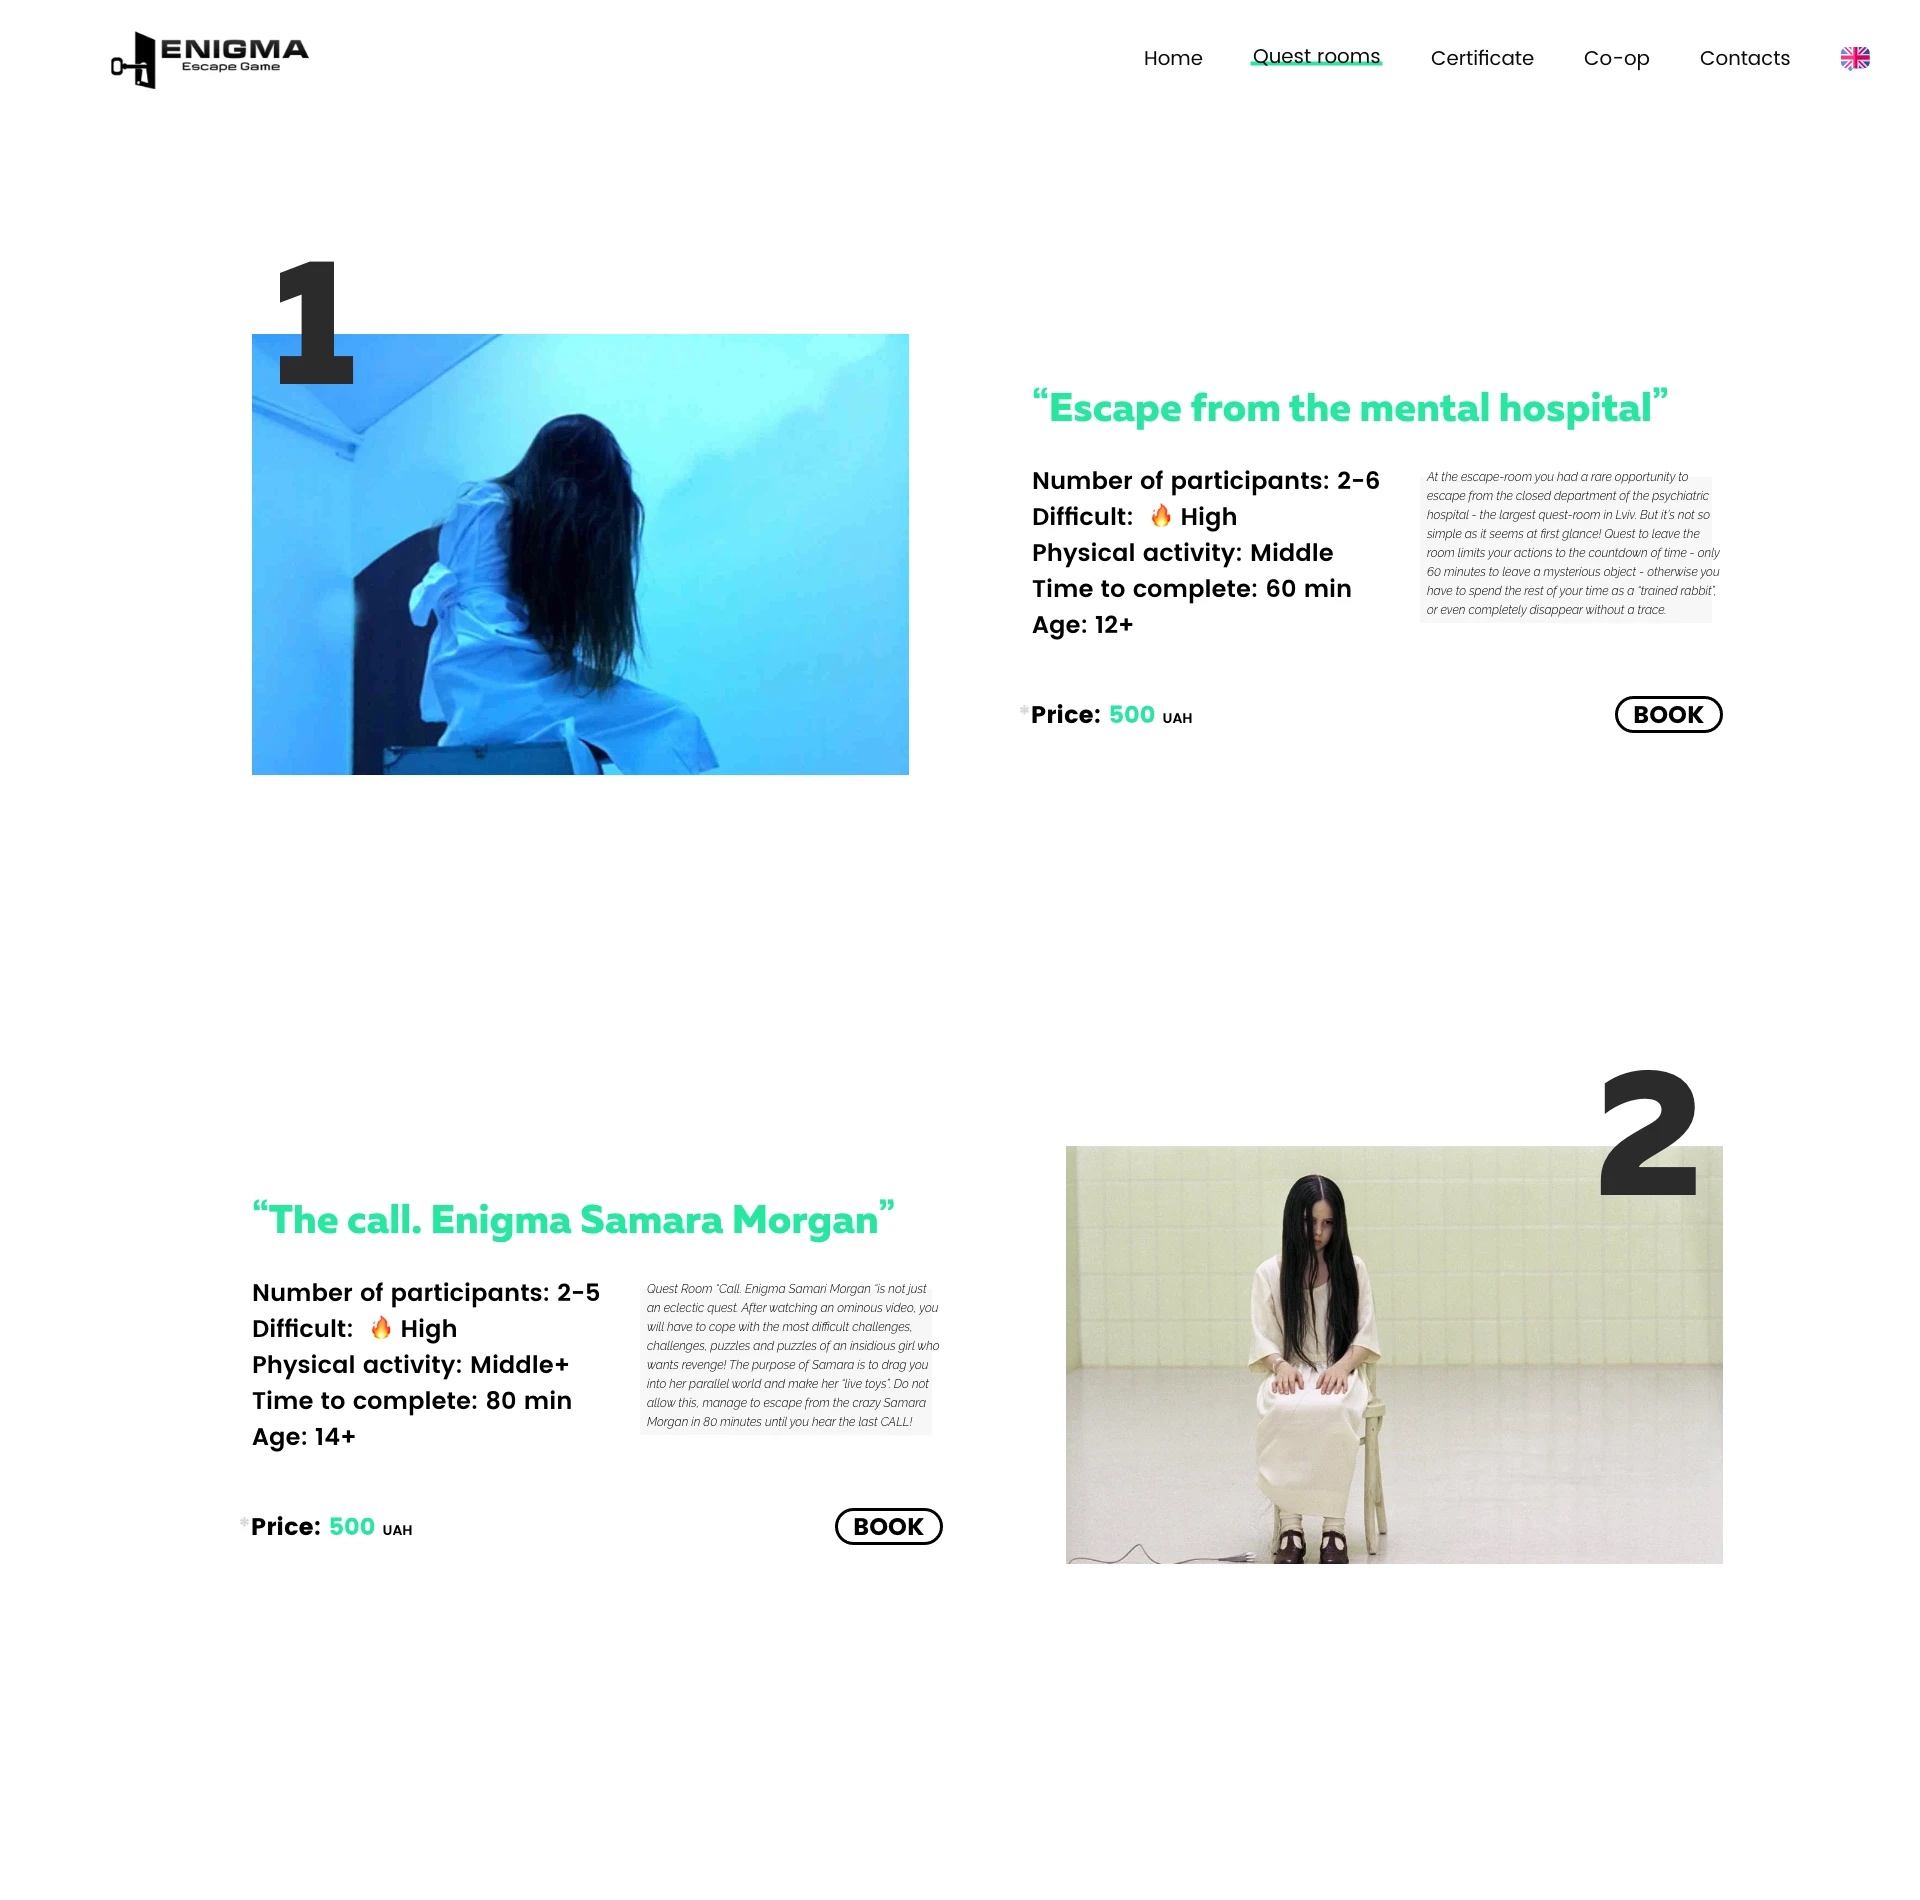 ENIGMA
Escape Game
Home
Quest rooms
Certificate
Co-op
Contacts
1
“Escape from the mental hospital”
Number of participants: 2-6
Difficult: 🔥 High
Physical activity: Middle
Time to complete: 60 min
Age: 12+
At the escape-room you had a rare opportunity to
escape from the closed department of the psychiatric
hospital - the largest quest-room in Lviv. But it's not so
simple as it seems at first glance! Quest to leave the
room limits your actions to the countdown of time - only
60 minutes to leave a mysterious object - otherwise you
have to spend the rest of your time as a "trained rabbit",
or even completely disappear without a trace.
*Price: 500 UAH
BOOK
2
“The call. Enigma Samara Morgan”
Number of participants: 2-5
Difficult: 🔥 High
Physical activity: Middle+
Time to complete: 80 min
Age: 14+
Quest Room "Call. Enigma Samari Morgan "is not just
an eclectic quest. After watching an ominous video, you
will have to cope with the most difficult challenges,
challenges, puzzles and puzzles of an insidious girl who
wants revenge! The purpose of Samara is to drag you
into her parallel world and make her "live toys". Do not
allow this, manage to escape from the crazy Samara
Morgan in 80 minutes until you hear the last CALL!
*Price: 500 UAH
BOOK